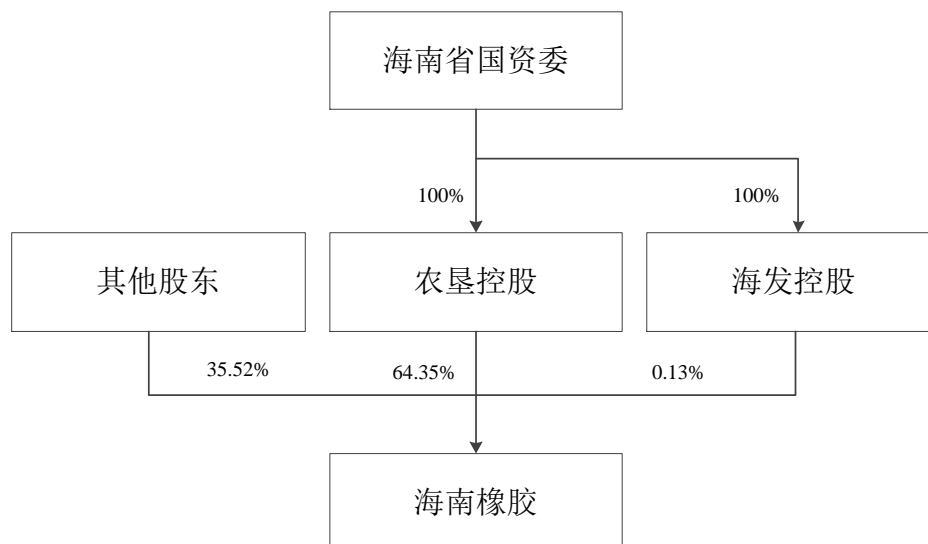 海南省国资委
100%
100%
其他股东
农垦控股
海发控股
35.52%
64.35%
0.13%
海南橡胶